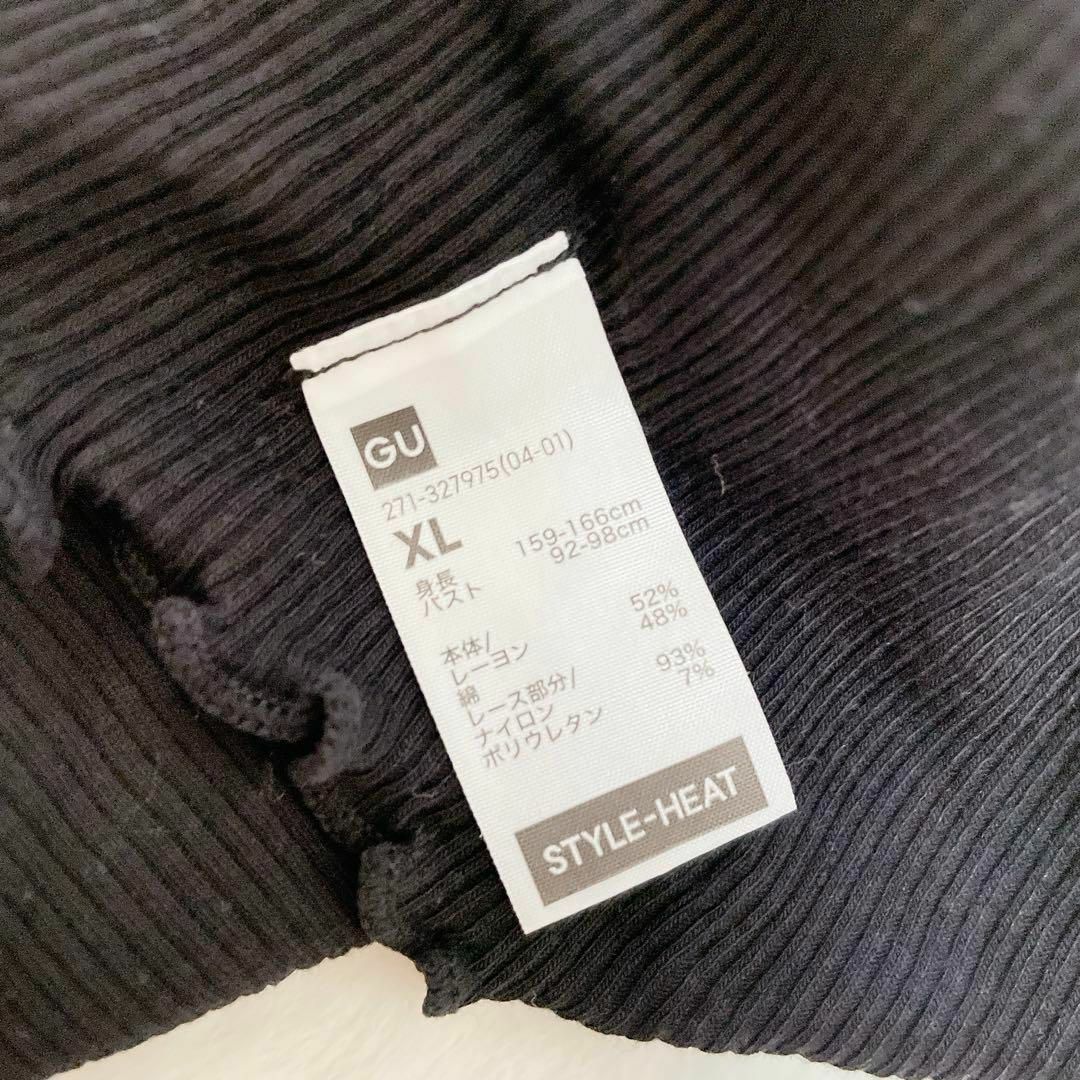 GU
271-327975(04-01)
XL
身長 159-166cm
バスト 92-98cm
本体/
レーヨン 52%
綿 48%
レース部分/
ナイロン 93%
ポリウレタン 7%
STYLE-HEAT